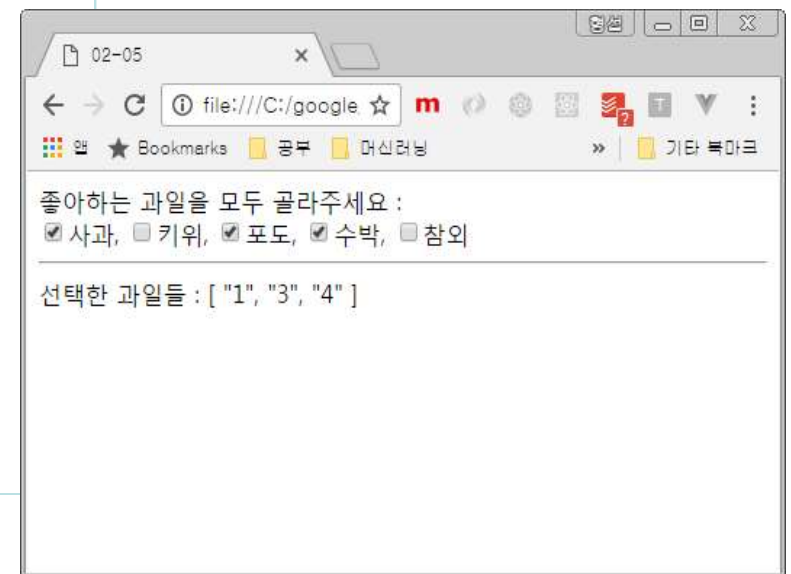 원션
02-05
file:///C:/google
m
?
T
앱 Bookmarks 공부 머신러닝 » 기타 북마크
좋아하는 과일을 모두 골라주세요 :
사과, 키위, 포도, 수박, 참외
선택한 과일들 : [ "1", "3", "4" ]